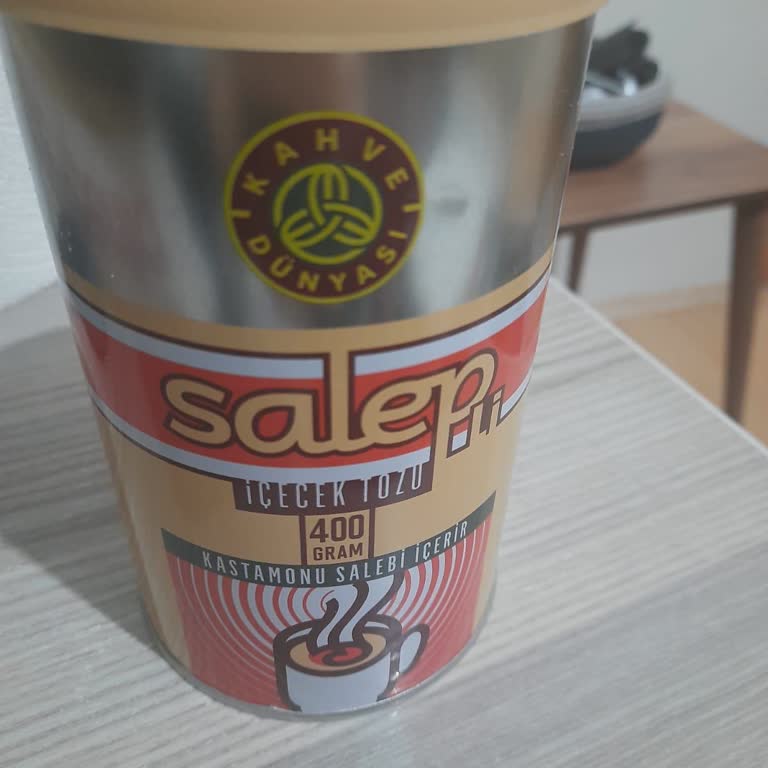 KAHVE
DÜNYASI
salepli
İÇECEK TOZU
400
GRAM
KASTAMONU SALEBİ İÇERİR